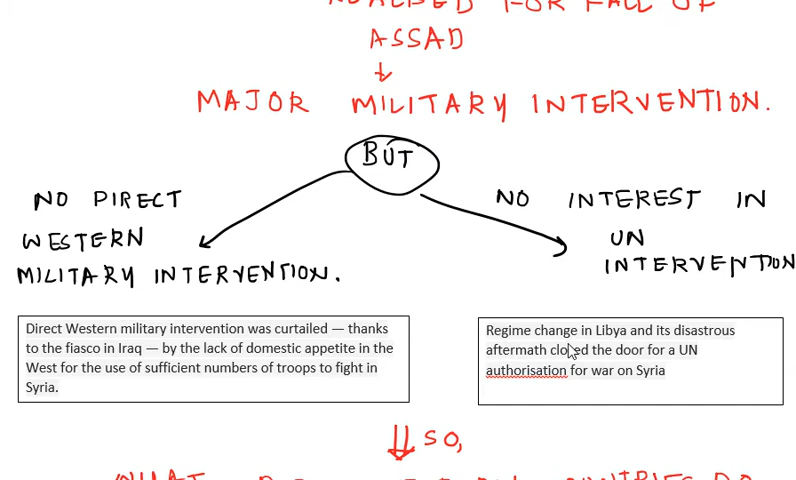 FOR FALL OF
ASSAD
MAJOR MILITARY INTERVENTION.
BUT
NO DIRECT
WESTERN
MILITARY INTERVENTION.
NO INTEREST IN
UN
INTERVENTION
Direct Western military intervention was curtailed — thanks
to the fiasco in Iraq — by the lack of domestic appetite in the
West for the use of sufficient numbers of troops to fight in
Syria.
Regime change in Libya and its disastrous
aftermath closed the door for a UN
authorisation for war on Syria
SO,